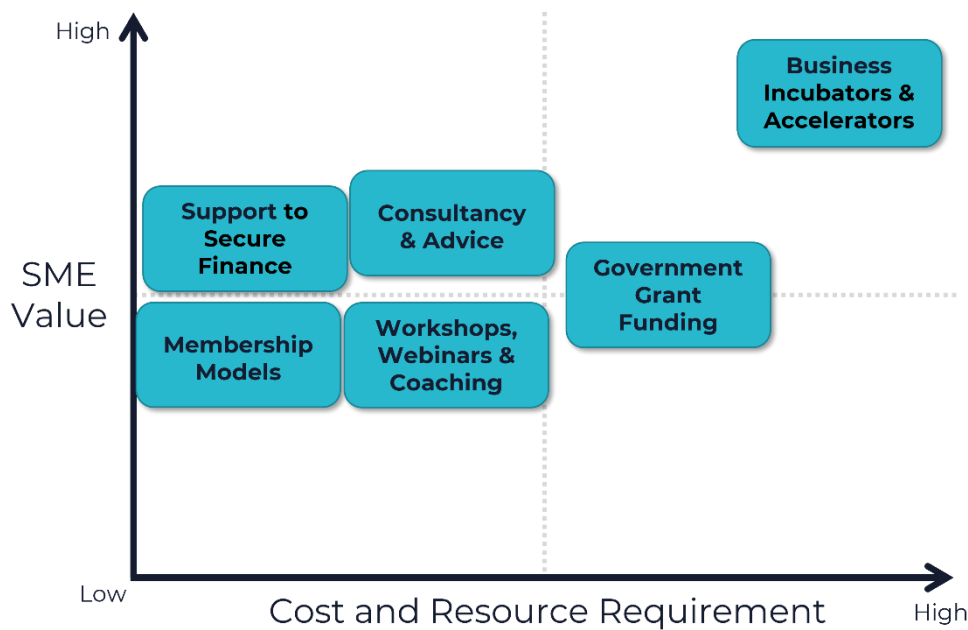 High
Business
Incubators &
Accelerators
Support to
Secure
Finance
Consultancy
& Advice
Government
Grant
Funding
SME
Value
Membership
Models
Workshops,
Webinars &
Coaching
Low
Cost and Resource Requirement
High